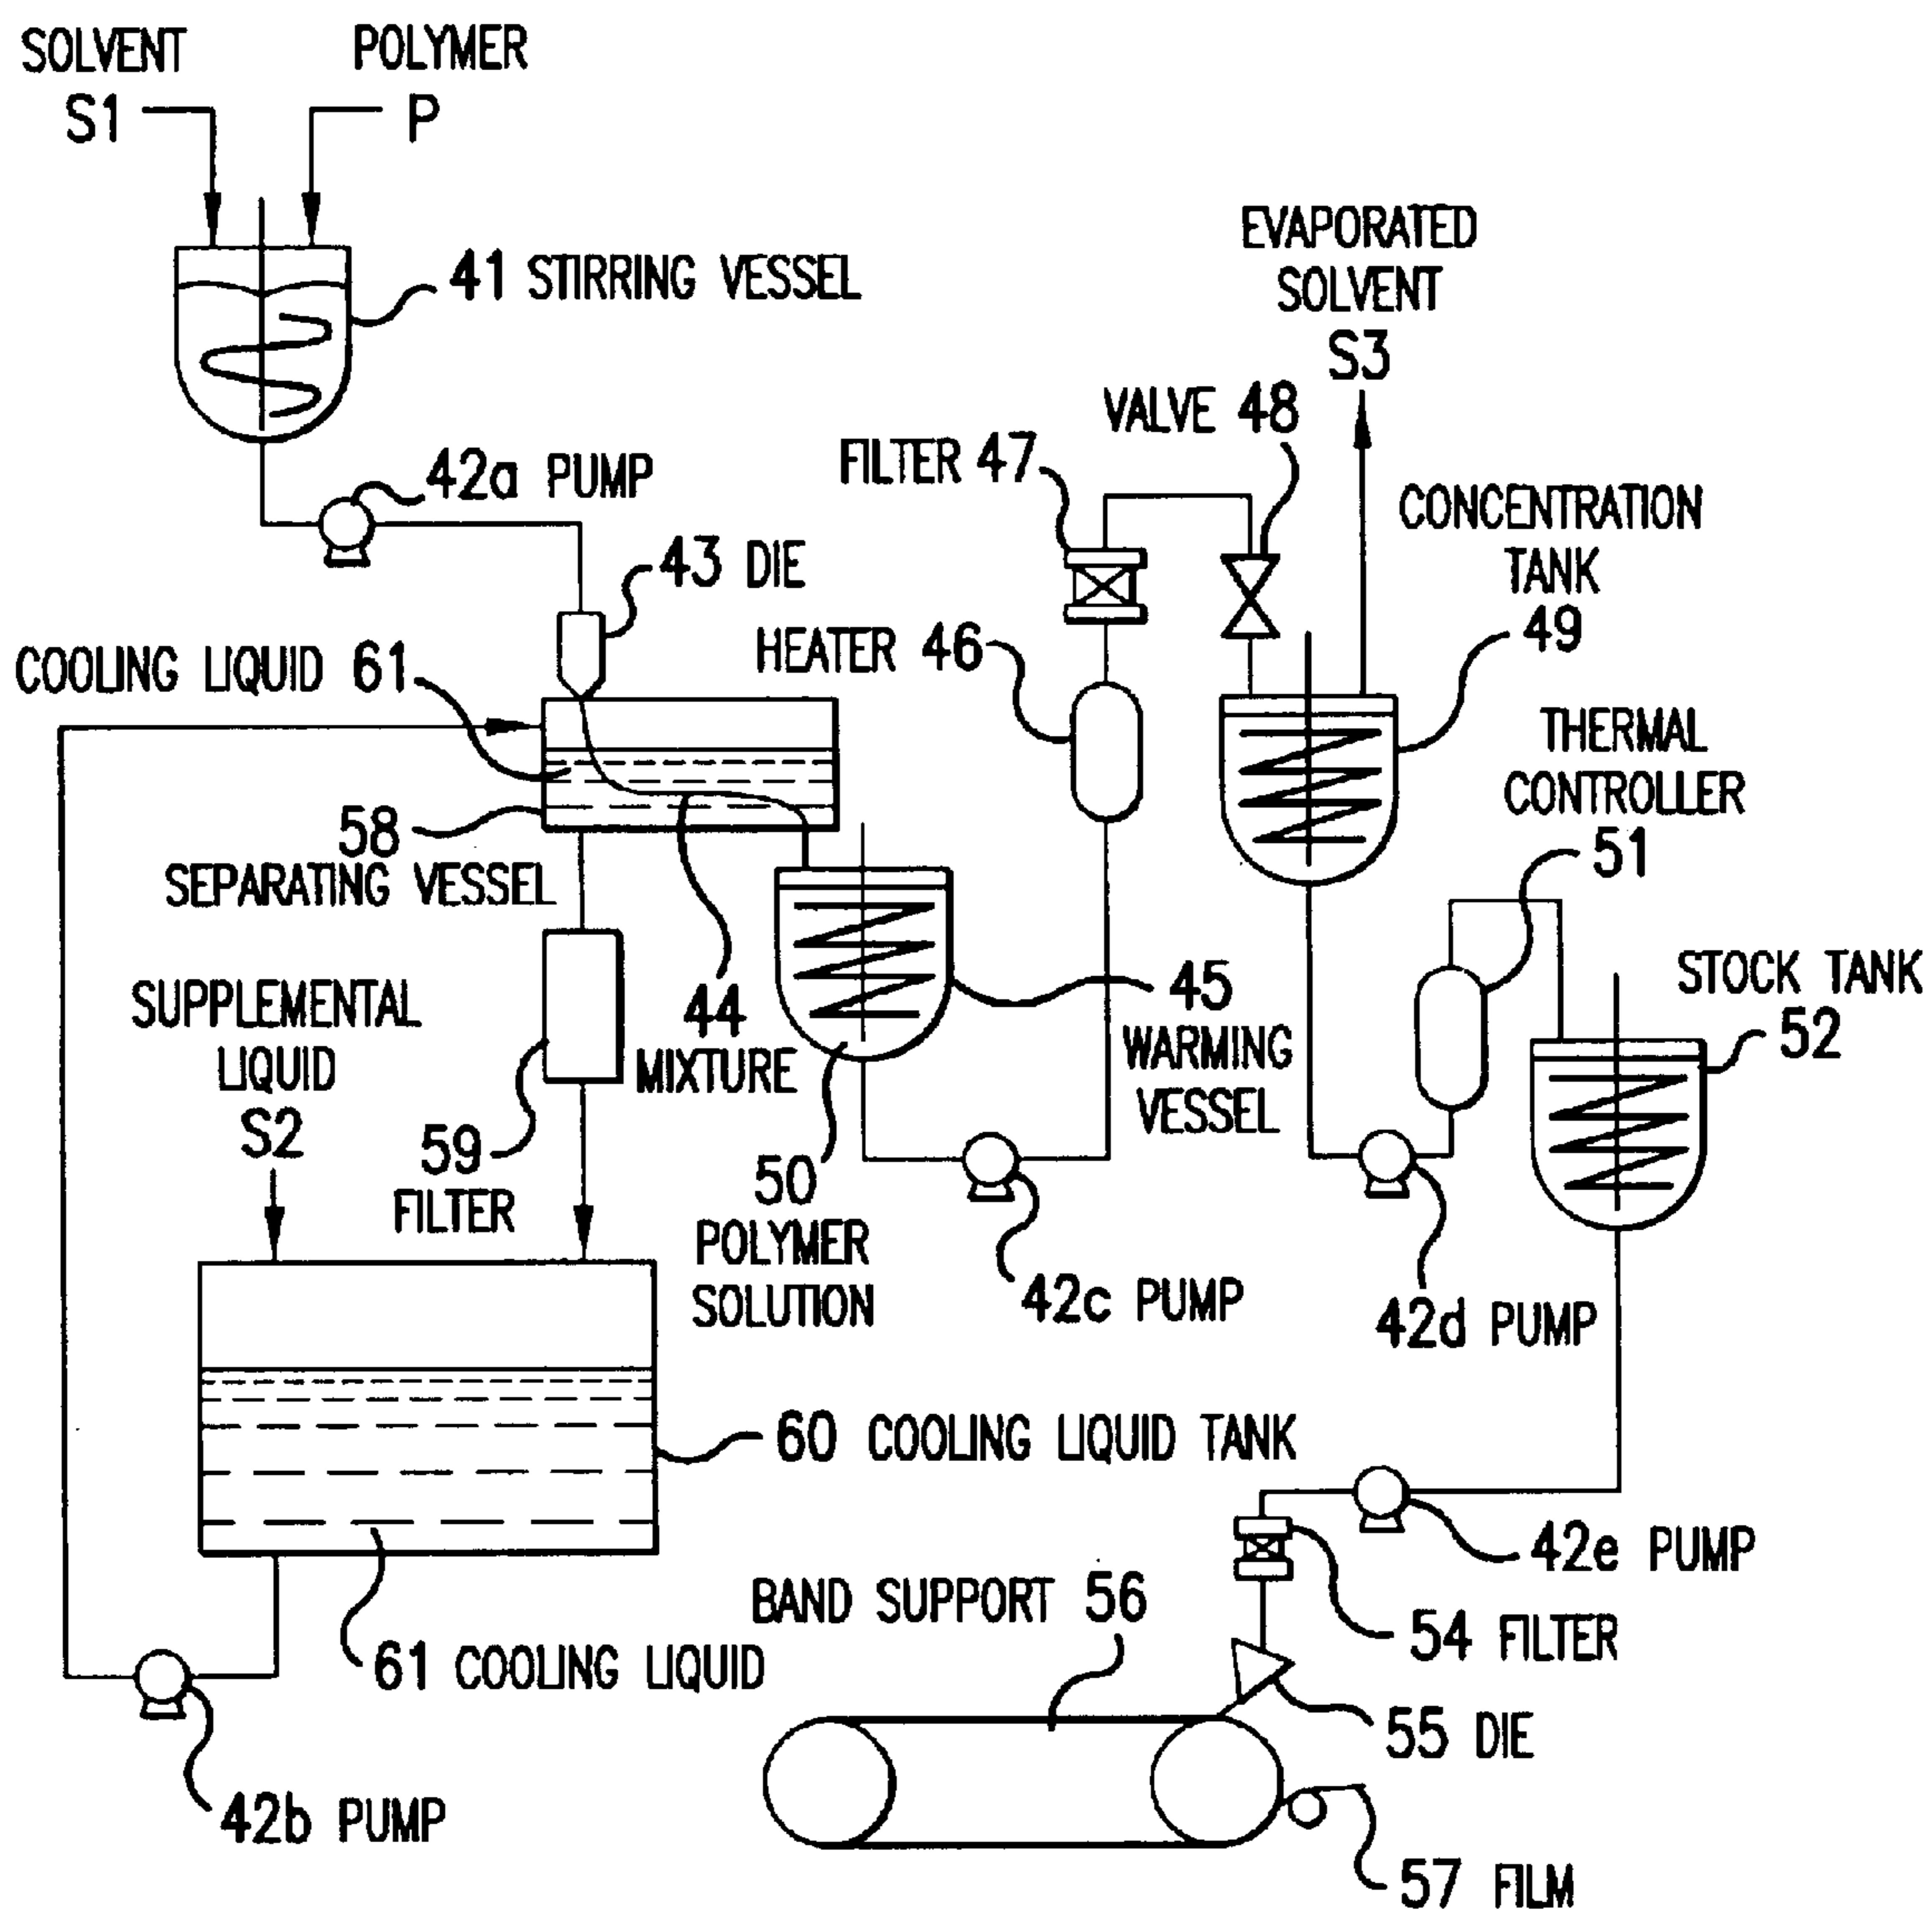 SOLVENT
S1
POLYMER
P
41 STIRRING VESSEL
EVAPORATED
SOLVENT
S3
VALVE 48
FILTER 47
42a PUMP
CONCENTRATION
TANK
49
43 DIE
HEATER 46
COOLING LIQUID 61
THERMAL
CONTROLLER
51
58
SEPARATING VESSEL
STOCK TANK
52
SUPPLEMENTAL
LIQUID
S2
44
MIXTURE
45
WARMING
VESSEL
59
FILTER
50
POLYMER
SOLUTION
42c PUMP
42d PUMP
60 COOLING LIQUID TANK
42e PUMP
BAND SUPPORT 56
54 FILTER
61 COOLING LIQUID
55 DIE
42b PUMP
57 FILM